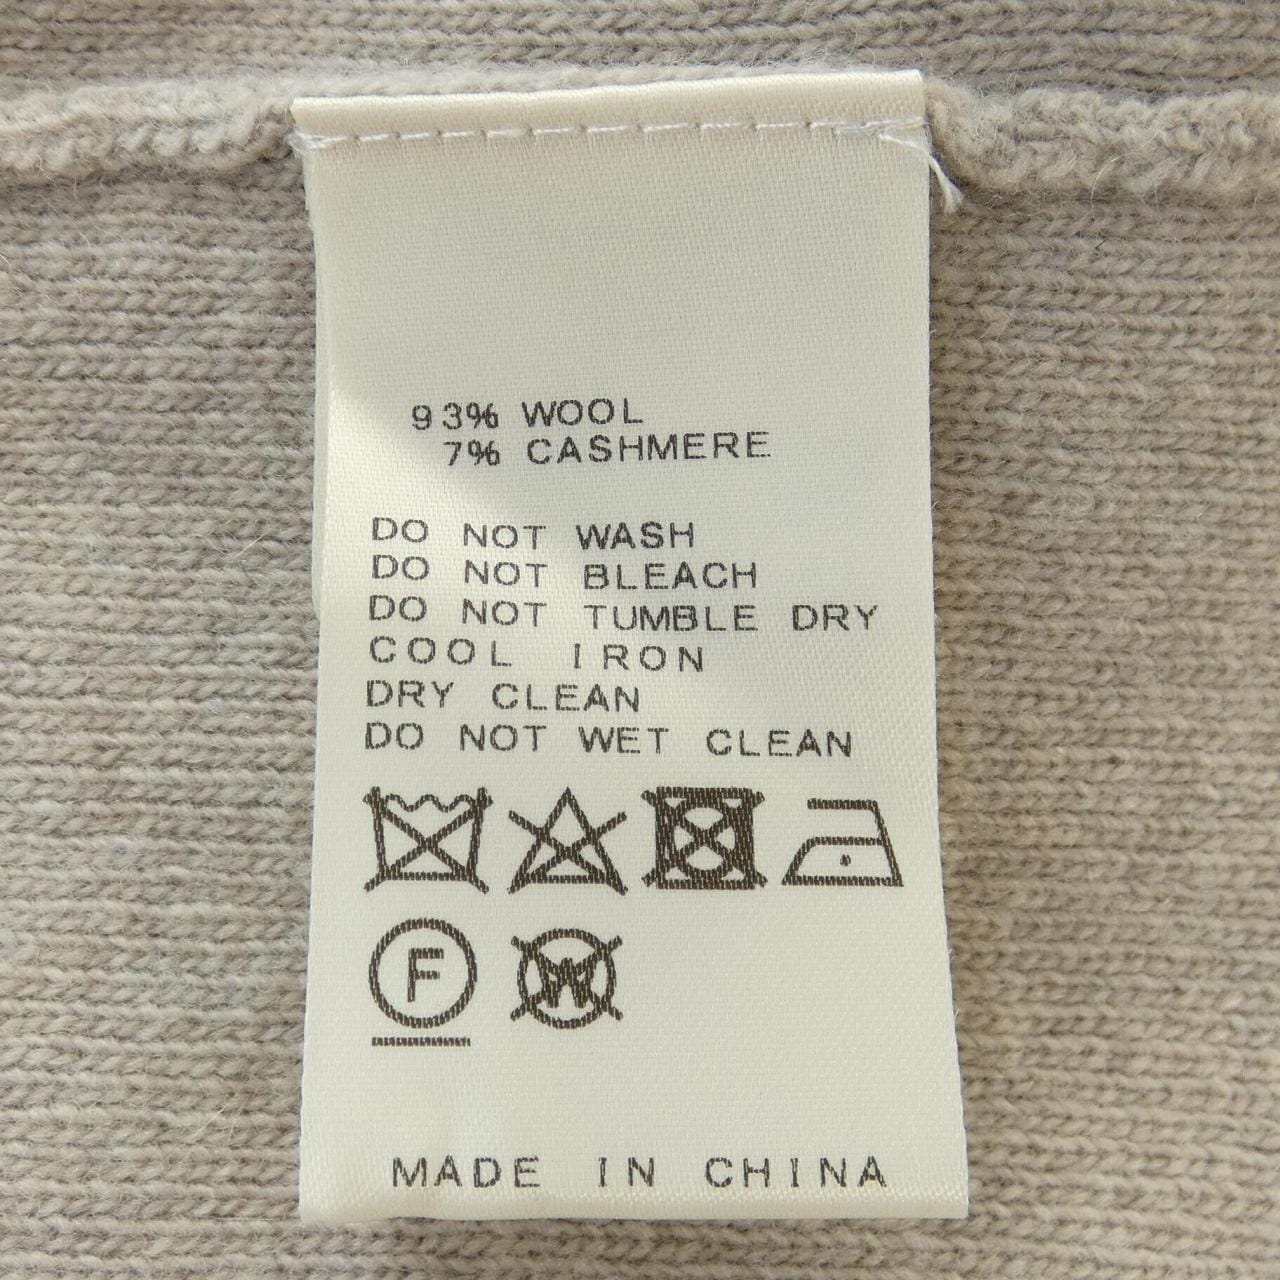 93% WOOL
7% CASHMERE
DO NOT WASH
DO NOT BLEACH
DO NOT TUMBLE DRY
COOL IRON
DRY CLEAN
DO NOT WET CLEAN
F W
MADE IN CHINA